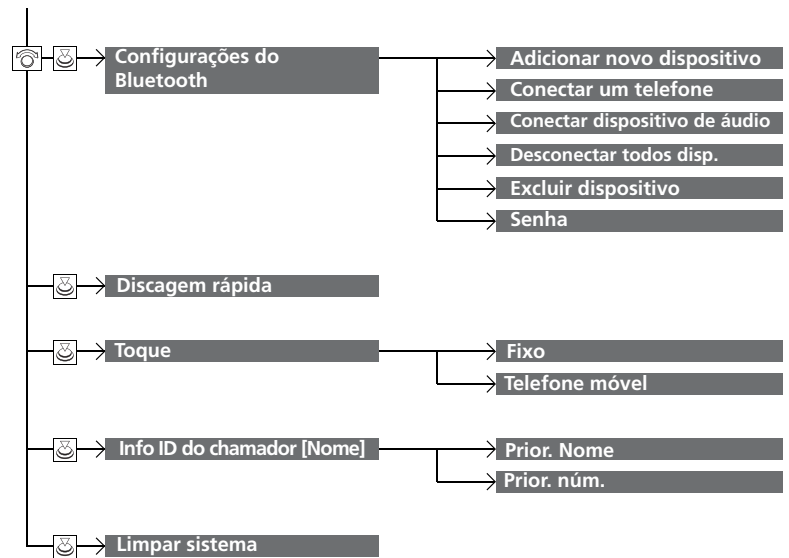 Configurações do
Bluetooth
Adicionar novo dispositivo
Conectar um telefone
Conectar dispositivo de áudio
Desconectar todos disp.
Excluir dispositivo
Senha
Discagem rápida
Toque
Fixo
Telefone móvel
Info ID do chamador [Nome]
Prior. Nome
Prior. núm.
Limpar sistema